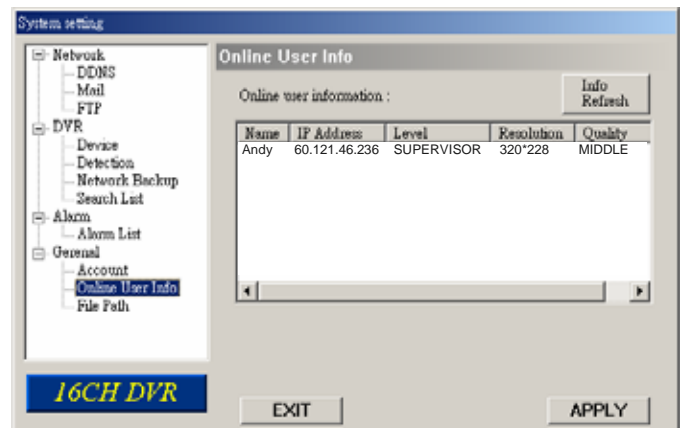 System setting
Network
DDNS
Mail
FTP
DVR
Device
Detection
Network Backup
Search List
Alarm
Alarm List
Gerenal
Account
Online User Info
File Path
16CH DVR
Online User Info
Online user information :
Info
Refresh
Name IP Address Level Resolution Quality
Andy 60.121.46.236 SUPERVISOR 320*228 MIDDLE
EXIT
APPLY